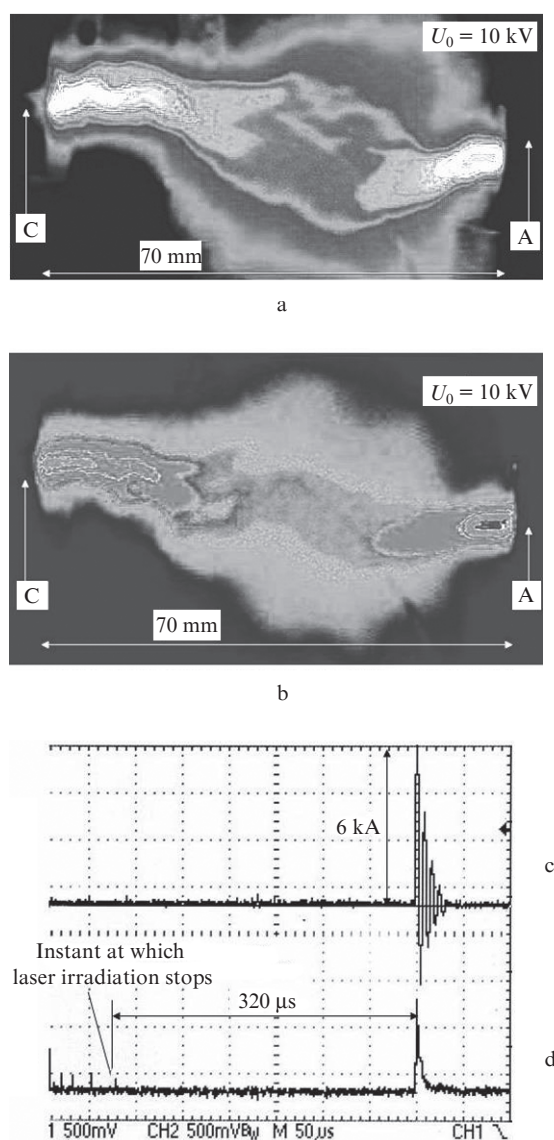 U0 = 10 kV
C
A
70 mm
a
U0 = 10 kV
C
A
70 mm
b
6 kA
c
Instant at which
laser irradiation stops
320 μs
d
1 500mV CH2 500mVBw M 50μs CH1